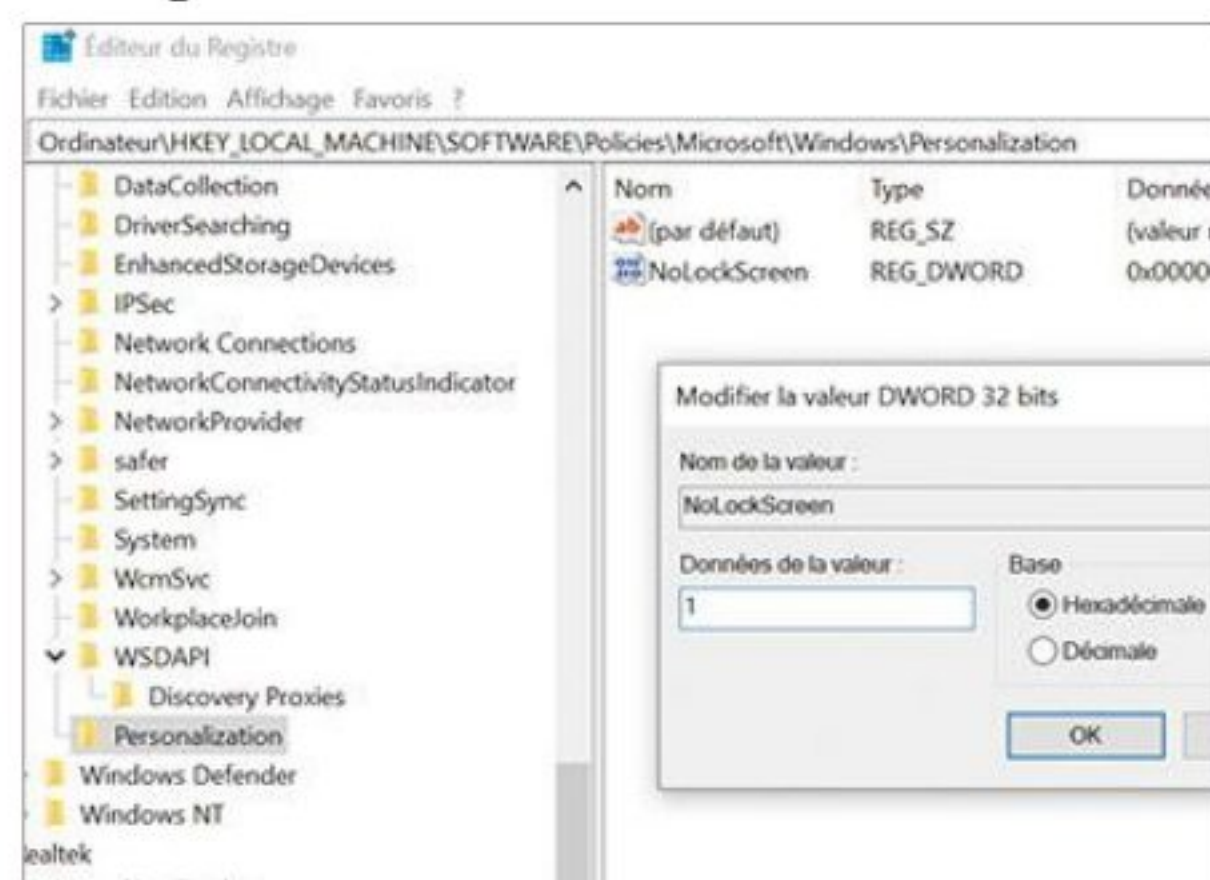 Éditeur du Registre
Fichier Edition Affichage Favoris ?
Ordinateur\HKEY_LOCAL_MACHINE\SOFTWARE\Policies\Microsoft\Windows\Personalization
DataCollection
DriverSearching
EnhancedStorageDevices
IPSec
Network Connections
NetworkConnectivityStatusIndicator
NetworkProvider
safer
SettingSync
System
WcmSvc
WorkplaceJoin
WSDAPI
Discovery Proxies
Personalization
Windows Defender
Windows NT
ealtek
Nom Type Donnée
(par défaut) REG_SZ (valeur
NoLockScreen REG_DWORD 0x0000
Modifier la valeur DWORD 32 bits
Nom de la valeur :
NoLockScreen
Données de la valeur : Base
1 Hexadécimale
Décimale
OK